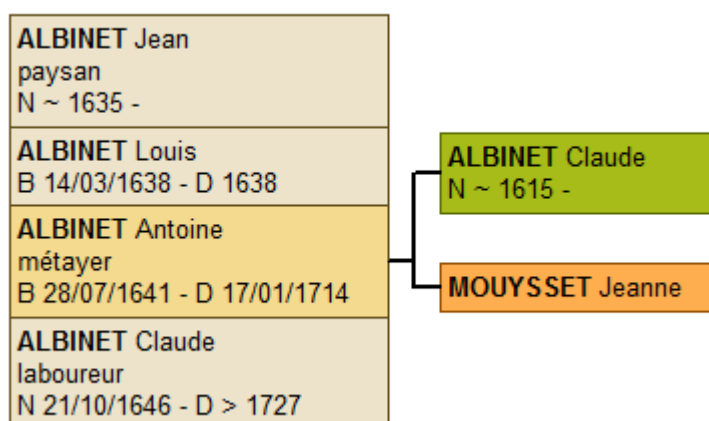 ALBINET Jean
paysan
N ~ 1635 -
ALBINET Louis
B 14/03/1638 - D 1638
ALBINET Antoine
métayer
B 28/07/1641 - D 17/01/1714
ALBINET Claude
laboureur
N 21/10/1646 - D > 1727
ALBINET Claude
N ~ 1615 -
MOUYSSET Jeanne